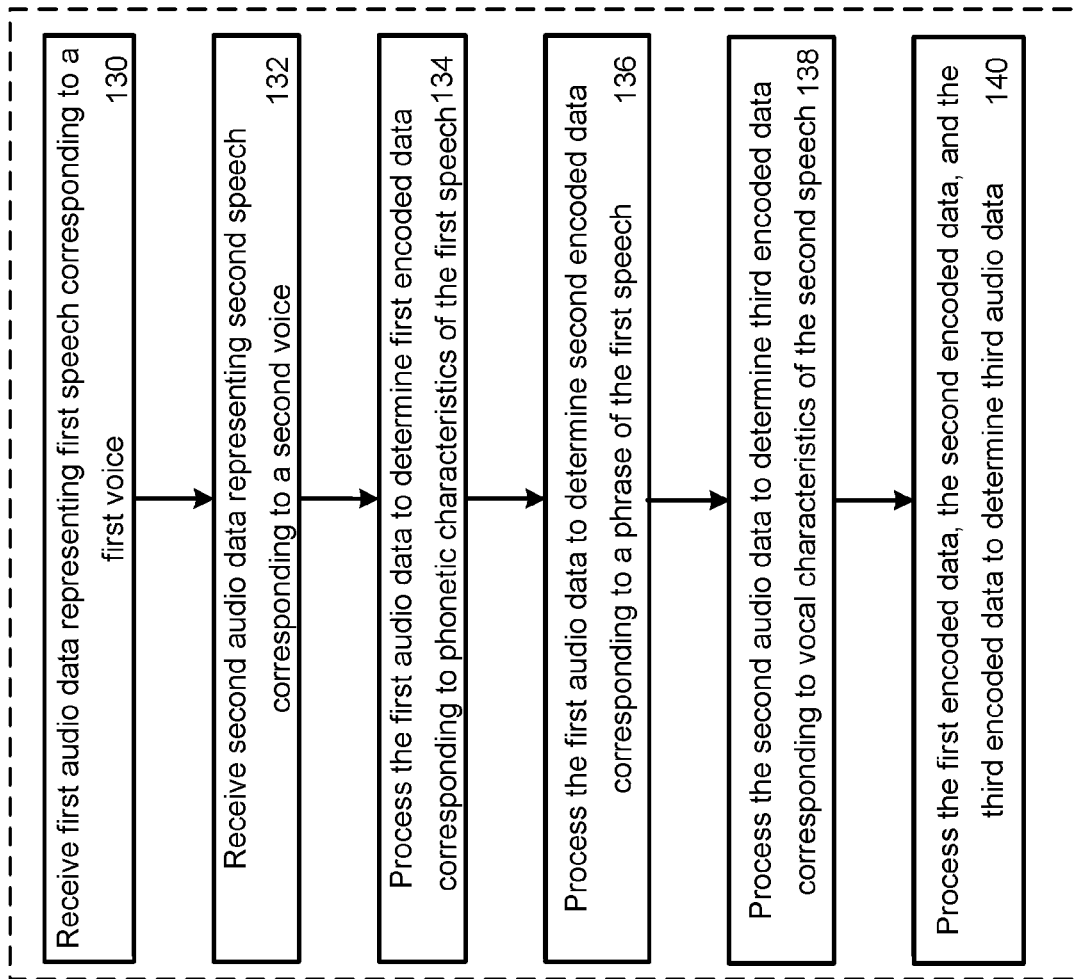 Receive first audio data representing first speech corresponding to a
first voice
130
Receive second audio data representing second speech
corresponding to a second voice
132
Process the first audio data to determine first encoded data
corresponding to phonetic characteristics of the first speech
134
Process the first audio data to determine second encoded data
corresponding to a phrase of the first speech
136
Process the second audio data to determine third encoded data
corresponding to vocal characteristics of the second speech
138
Process the first encoded data, the second encoded data, and the
third encoded data to determine third audio data
140